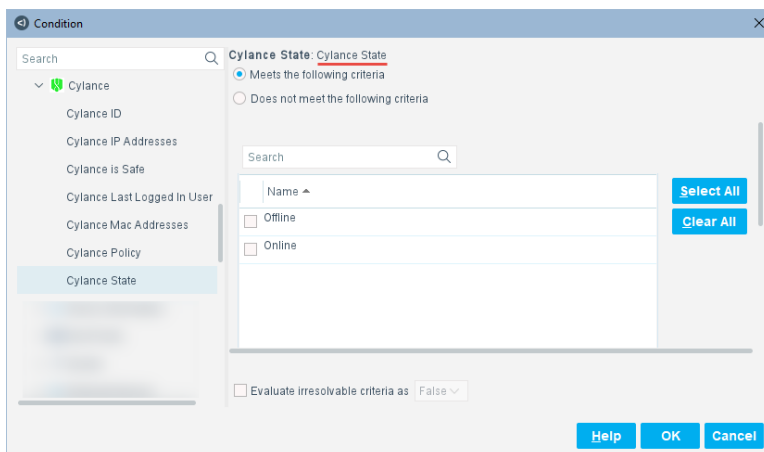 Condition
Search
Cylance
Cylance ID
Cylance IP Addresses
Cylance is Safe
Cylance Last Logged In User
Cylance Mac Addresses
Cylance Policy
Cylance State
Cylance State: Cylance State
Meets the following criteria
Does not meet the following criteria
Search
Name
Offline
Online
Select All
Clear All
Evaluate irresolvable criteria as False
Help OK Cancel